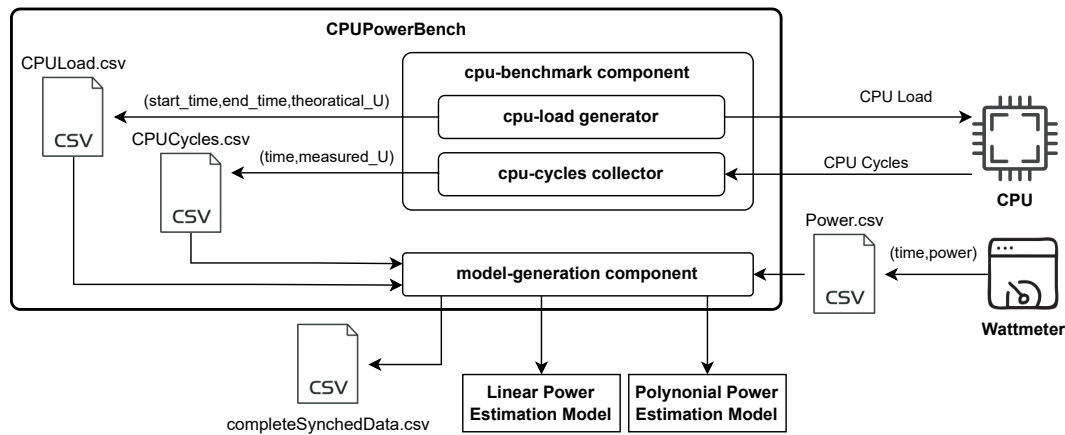 CPUPowerBench
CPULoad.csv
cpu-benchmark component
(start_time,end_time,theoratical_U)
cpu-load generator
CPU Load
CSV
CPUCycles.csv
(time,measured_U)
cpu-cycles collector
CPU Cycles
CPU
CSV
Power.csv
model-generation component
(time,power)
CSV
Wattmeter
CSV
completeSynchedData.csv
Linear Power
Estimation Model
Polynonial Power
Estimation Model